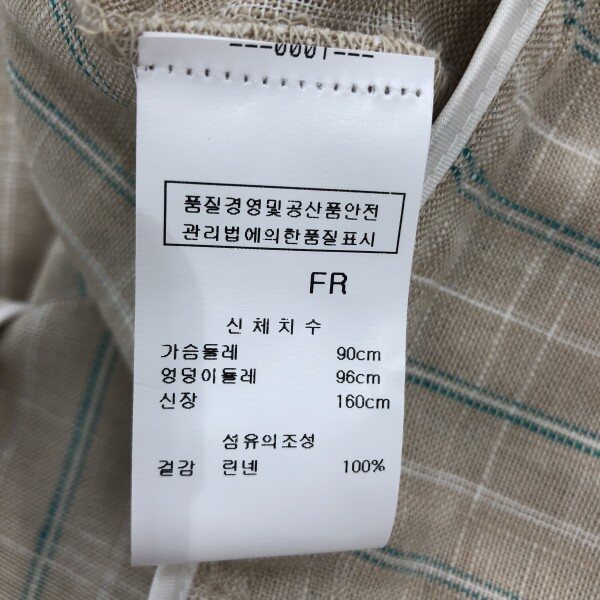 ---0001---
품질경영및공산품안전
관리법에의한품질표시
FR
신체치수
가슴둘레 90cm
엉덩이둘레 96cm
신장 160cm
섬유의조성
겉감 린넨 100%